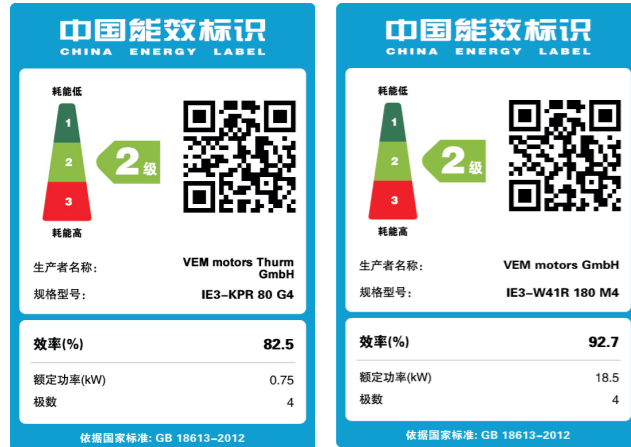 中国能效标识
CHINA ENERGY LABEL
耗能低
1
2
3
2级
耗能高
生产者名称:
VEM motors Thurm
GmbH
规格型号:
IE3-KPR 80 G4
效率(%)
82.5
额定功率(kW)
0.75
极数
4
依据国家标准: GB 18613-2012
中国能效标识
CHINA ENERGY LABEL
耗能低
1
2
3
2级
耗能高
生产者名称:
VEM motors GmbH
规格型号:
IE3-W41R 180 M4
效率(%)
92.7
额定功率(kW)
18.5
极数
4
依据国家标准: GB 18613-2012